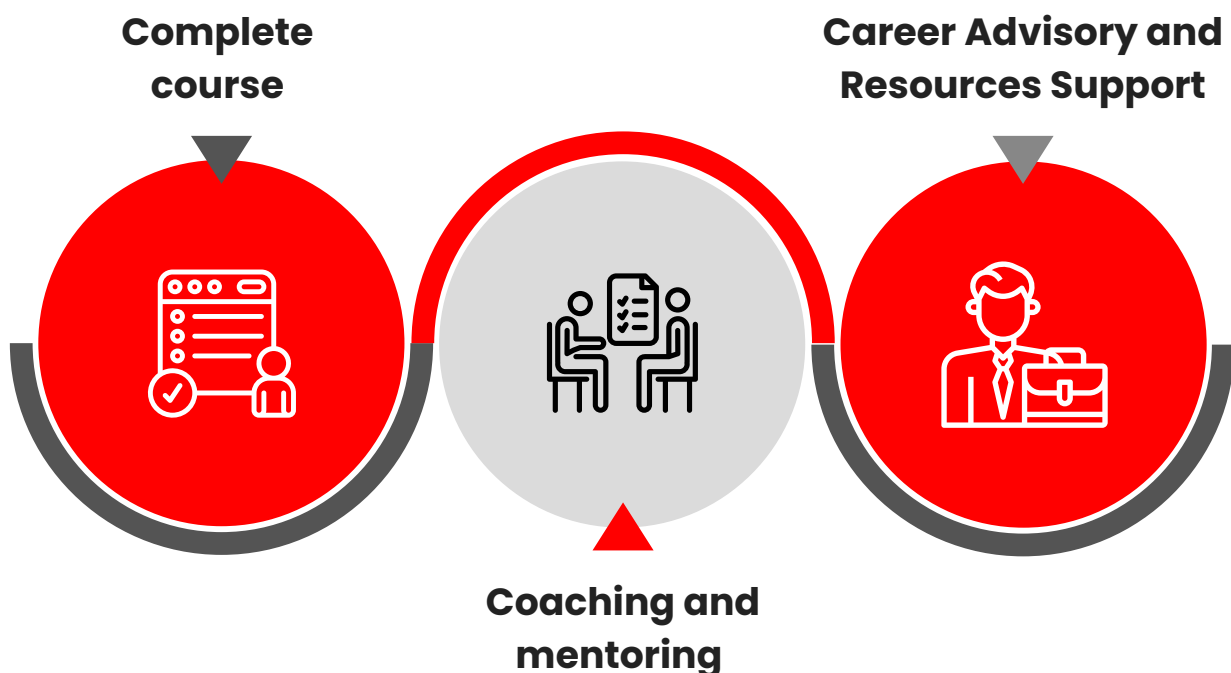 Complete
course
Career Advisory and
Resources Support
Coaching and
mentoring